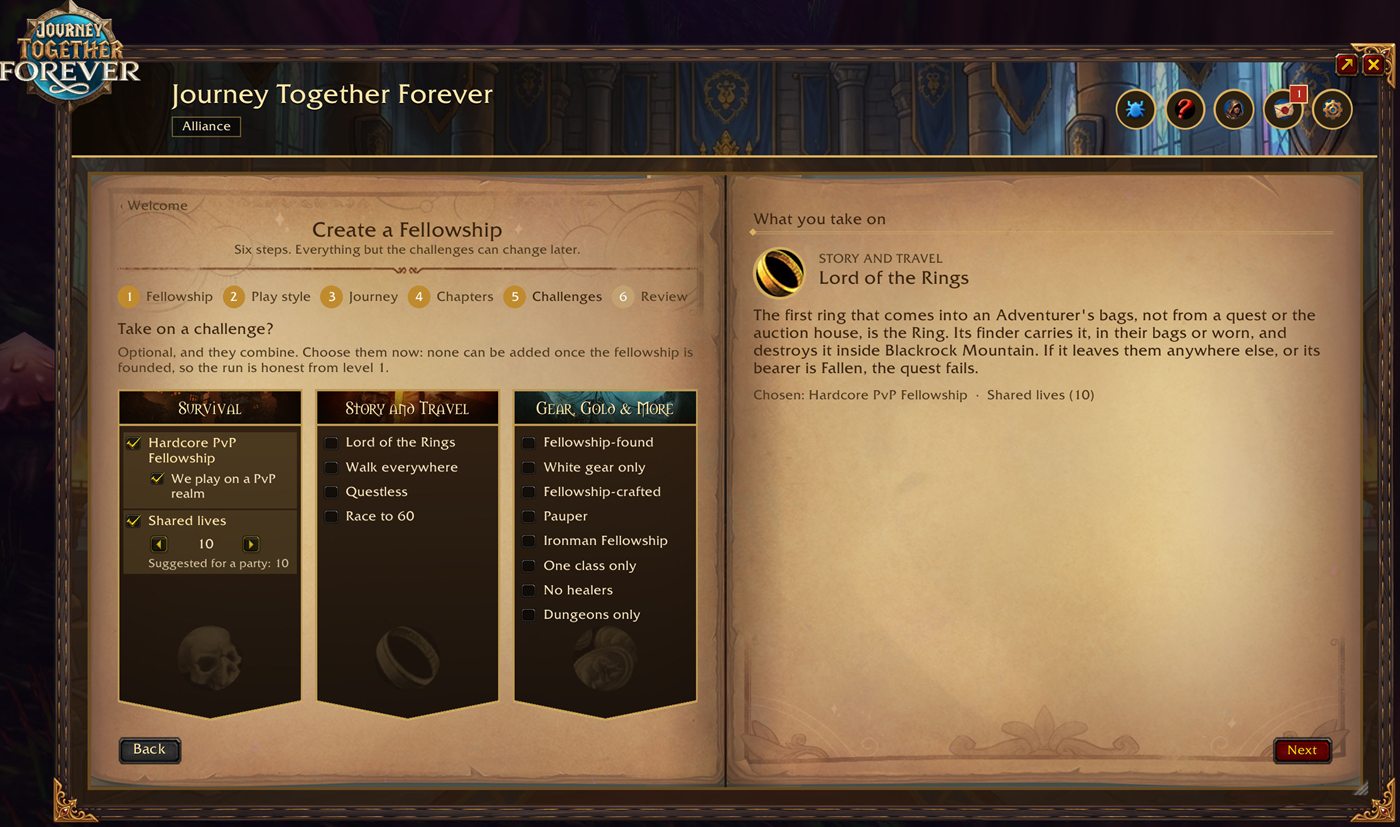 JOURNEY
TOGETHER
FOREVER
Journey Together Forever
Alliance
1
‹ Welcome
Create a Fellowship
Six steps. Everything but the challenges can change later.
1 Fellowship 2 Play style 3 Journey 4 Chapters 5 Challenges 6 Review
Take on a challenge?
Optional, and they combine. Choose them now: none can be added once the fellowship is
founded, so the run is honest from level 1.
Survival
Hardcore PvP
Fellowship
We play on a PvP
realm
Shared lives
10
Suggested for a party: 10
Story and Travel
Lord of the Rings
Walk everywhere
Questless
Race to 60
Gear, Gold & More
Fellowship-found
White gear only
Fellowship-crafted
Pauper
Ironman Fellowship
One class only
No healers
Dungeons only
Back
What you take on
STORY AND TRAVEL
Lord of the Rings
The first ring that comes into an Adventurer's bags, not from a quest or the
auction house, is the Ring. Its finder carries it, in their bags or worn, and
destroys it inside Blackrock Mountain. If it leaves them anywhere else, or its
bearer is Fallen, the quest fails.
Chosen: Hardcore PvP Fellowship · Shared lives (10)
Next